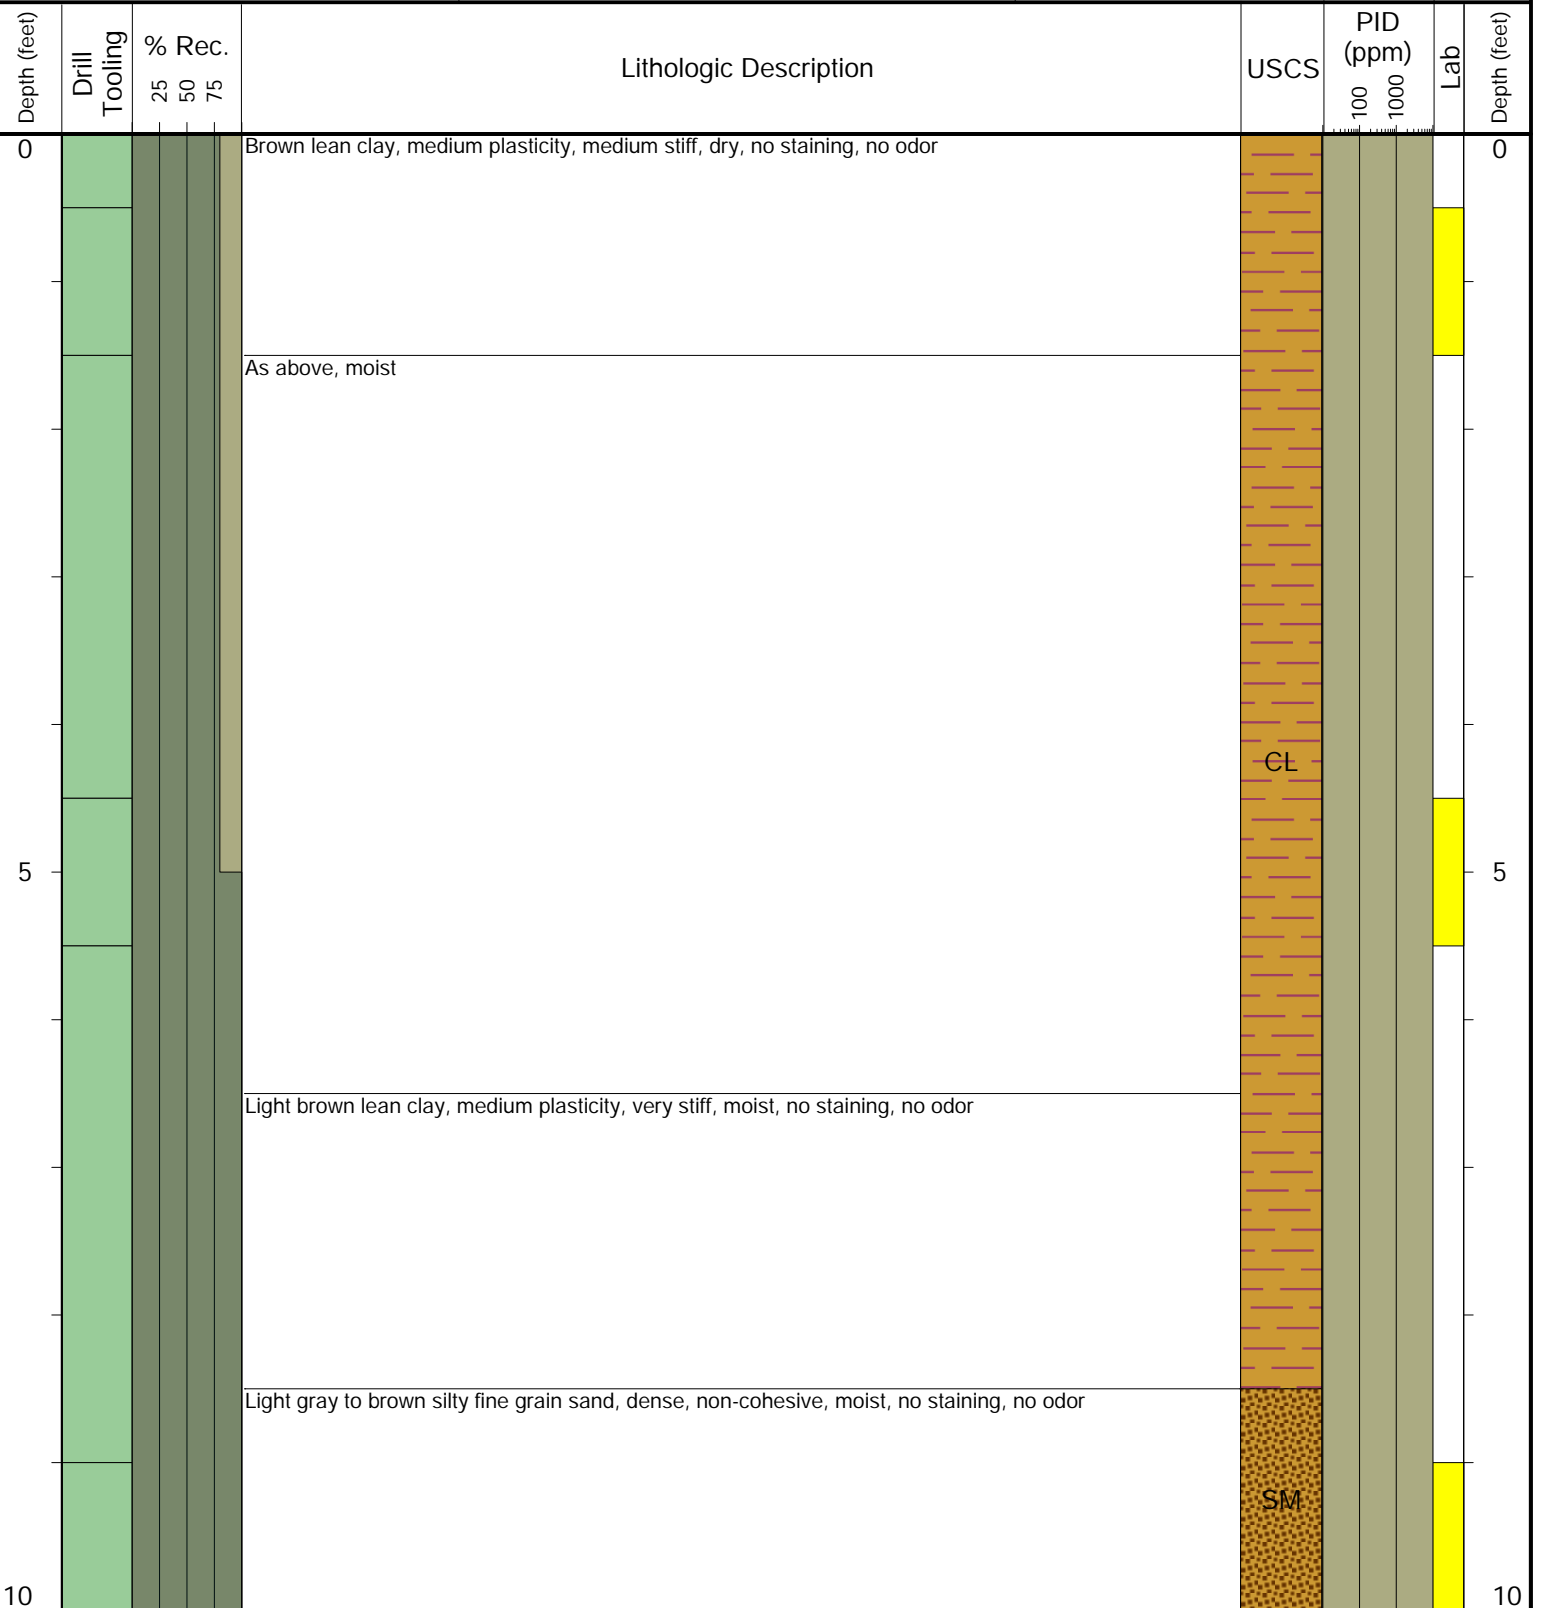 Depth (feet)
Drill
Tooling
% Rec.
25
50
75
Lithologic Description
USCS
PID
(ppm)
100
1000
Lab
Depth (feet)
0
Brown lean clay, medium plasticity, medium stiff, dry, no staining, no odor
0
As above, moist
CL
5
5
Light brown lean clay, medium plasticity, very stiff, moist, no staining, no odor
Light gray to brown silty fine grain sand, dense, non-cohesive, moist, no staining, no odor
SM
10
10